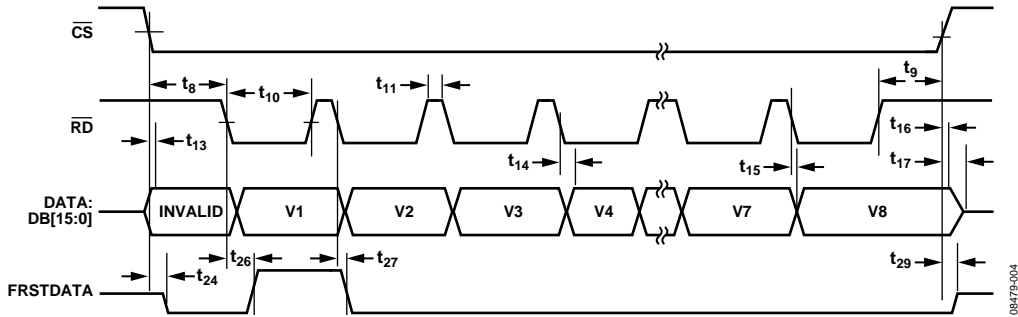 CS
t8
t10
t11
t9
RD
t13
t14
t15
t16
t17
DATA:
DB[15:0]
INVALID
V1
V2
V3
V4
V7
V8
t24
t26
t27
t29
FRSTDATA
08479-004